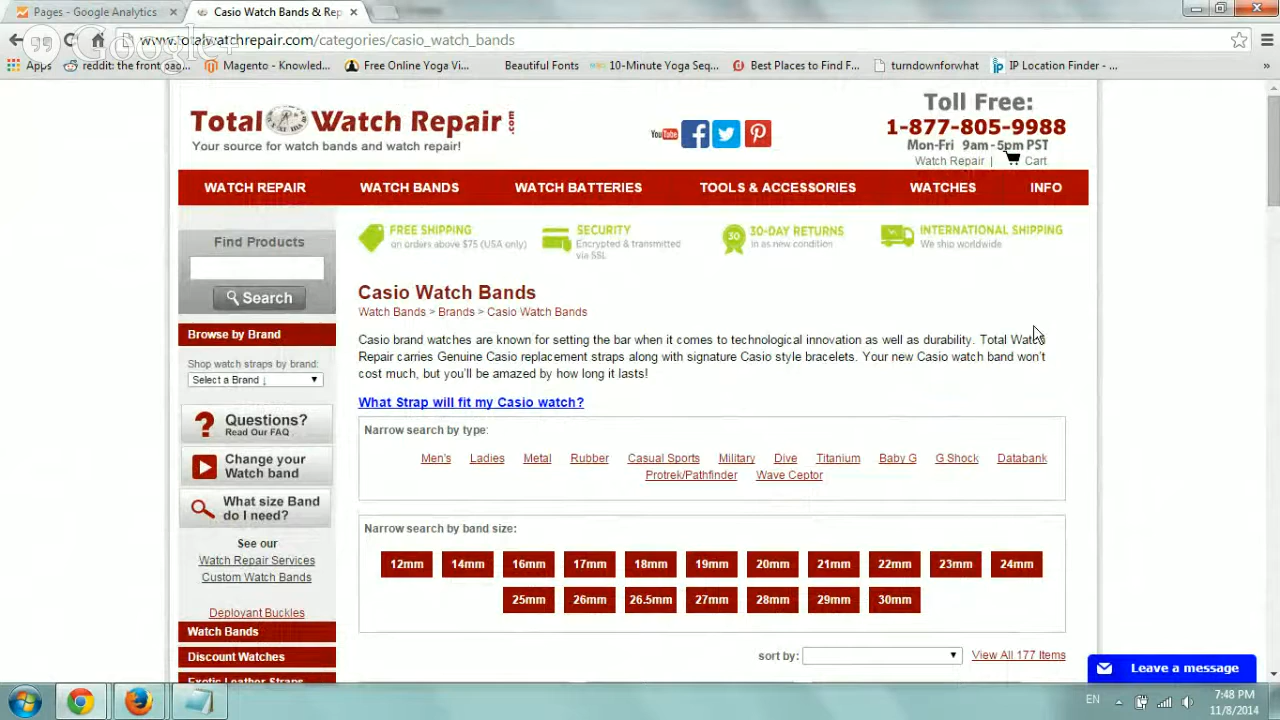 Pages - Google Analytics
Casio Watch Bands & Rep
Google+
www.totalwatchrepair.com/categories/casio_watch_bands
Apps
reddit: the front
Magento - Knowled...
Free Online Yoga Vi...
Beautiful Fonts
10-Minute Yoga Seq...
Best Places to Find F...
turndownforwhat
IP Location Finder - ...
»
Total Watch Repair .com
Your source for watch bands and watch repair!
You Tube
Toll Free:
1-877-805-9988
Mon-Fri 9am-5pm PST
Watch Repair | Cart
WATCH REPAIR
WATCH BANDS
WATCH BATTERIES
TOOLS & ACCESSORIES
WATCHES
INFO
FREE SHIPPING
on orders above $75 (USA only)
SECURITY
Encrypted & transmitted
via SSL
30
30-DAY RETURNS
in as new condition
INTERNATIONAL SHIPPING
We ship worldwide
Find Products
Search
Browse by Brand
Shop watch straps by brand:
Select a Brand ↓
Questions?
Read Our FAQ
Change your
Watch band
What size Band
do I need?
See our
Watch Repair Services
Custom Watch Bands
Deployant Buckles
Watch Bands
Discount Watches
Exotic Leather Straps
Casio Watch Bands
Watch Bands > Brands > Casio Watch Bands
Casio brand watches are known for setting the bar when it comes to technological innovation as well as durability. Total Watch
Repair carries Genuine Casio replacement straps along with signature Casio style bracelets. Your new Casio watch band won't
cost much, but you'll be amazed by how long it lasts!
What Strap will fit my Casio watch?
Narrow search by type:
Men's Ladies Metal Rubber Casual Sports Military Dive Titanium Baby G G Shock Databank
Protrek/Pathfinder Wave Ceptor
Narrow search by band size:
12mm 14mm 16mm 17mm 18mm 19mm 20mm 21mm 22mm 23mm 24mm
25mm 26mm 26.5mm 27mm 28mm 29mm 30mm
sort by:
View All 177 Items
Leave a message
EN
7:48 PM
11/8/2014